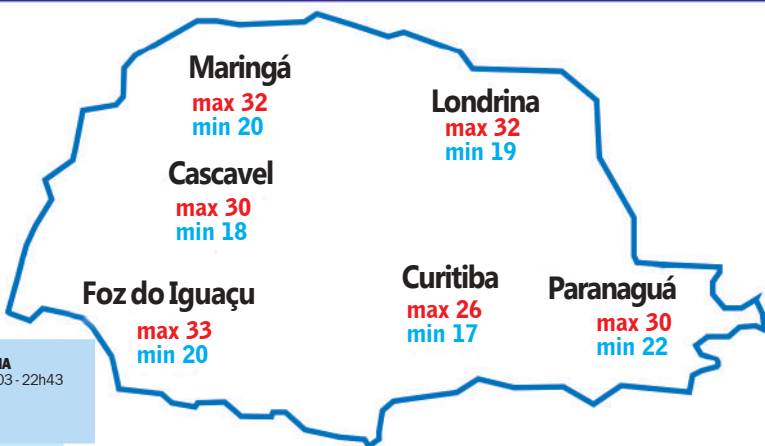 Maringá
max 32
min 20
Londrina
max 32
min 19
Cascavel
max 30
min 18
Foz do Iguaçu
max 33
min 20
Curitiba
max 26
min 17
Paranaguá
max 30
min 22
03 - 22h43